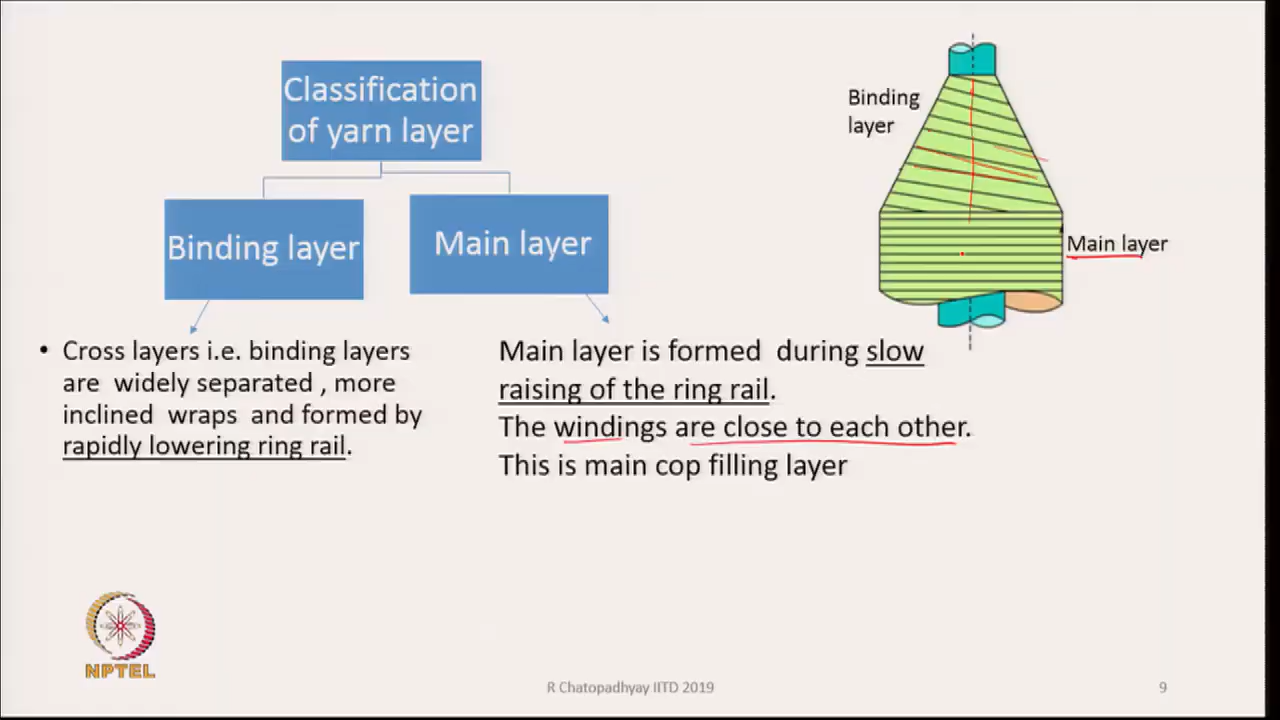 Classification
of yarn layer
Binding layer
Main layer
• Cross layers i.e. binding layers
are widely separated , more
inclined wraps and formed by
rapidly lowering ring rail.
Main layer is formed during slow
raising of the ring rail.
The windings are close to each other.
This is main cop filling layer
Binding
layer
Main layer
NPTEL
R Chatopadhyay IITD 2019
9